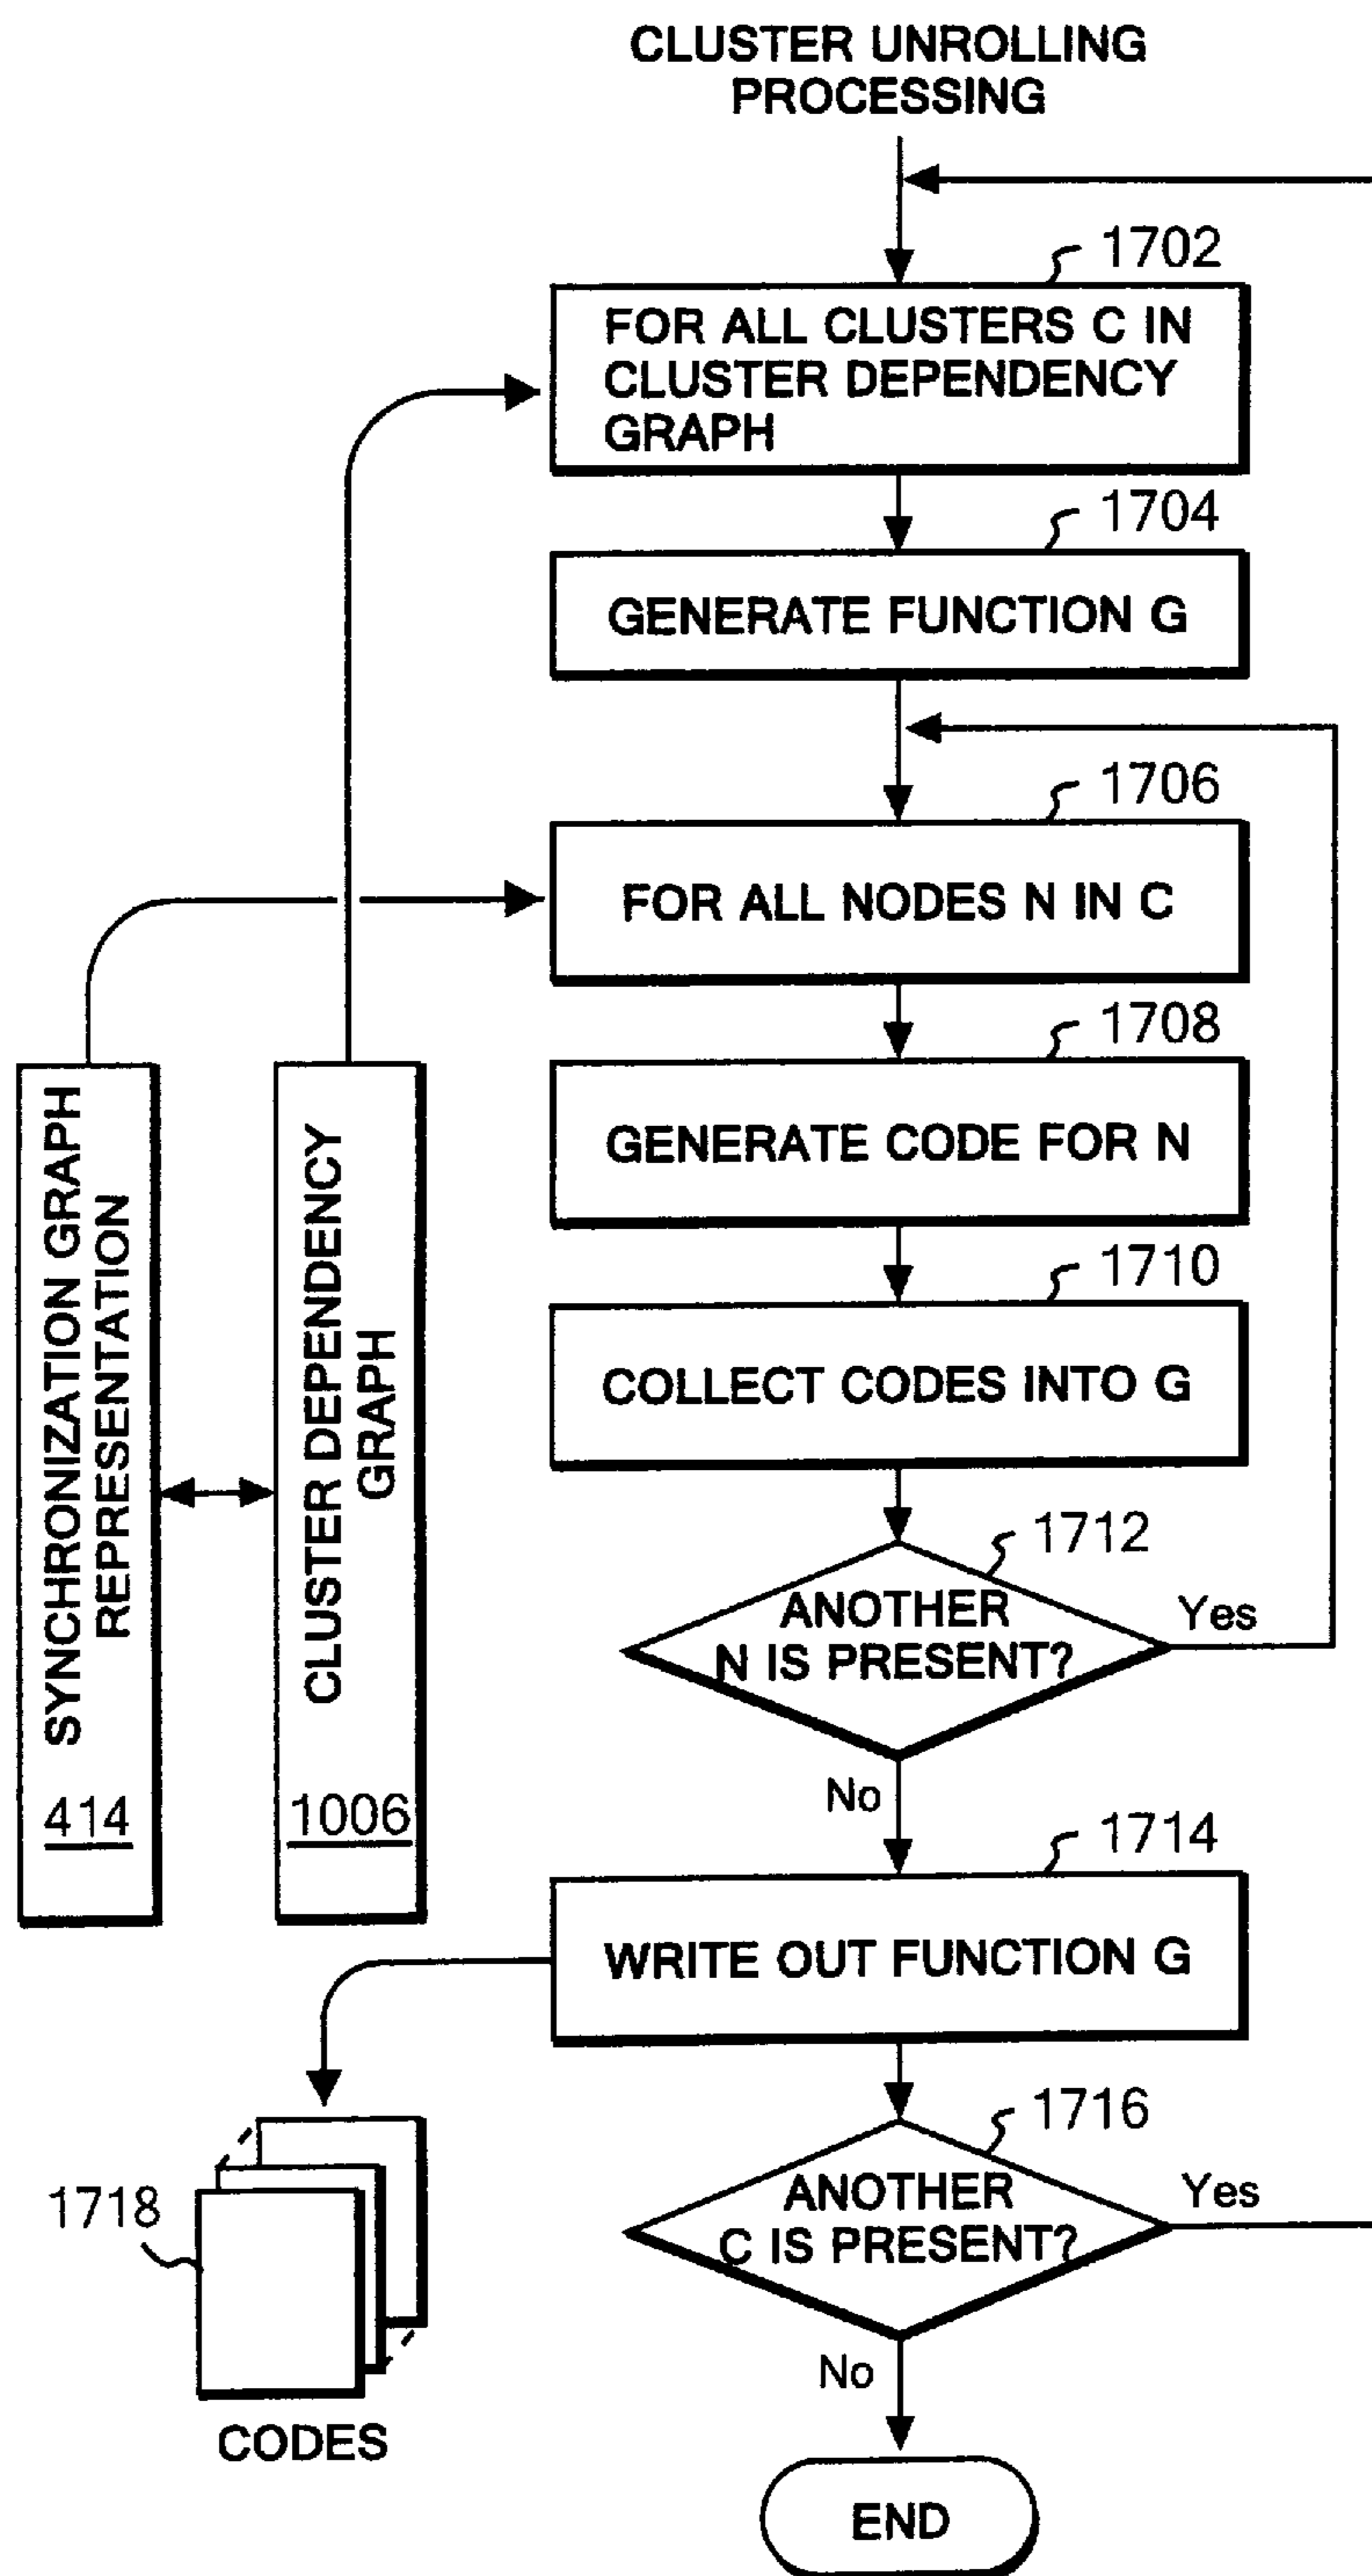 CLUSTER UNROLLING
PROCESSING
1702
FOR ALL CLUSTERS C IN
CLUSTER DEPENDENCY
GRAPH
1704
GENERATE FUNCTION G
1706
FOR ALL NODES N IN C
1708
GENERATE CODE FOR N
1710
COLLECT CODES INTO G
1712
ANOTHER
N IS PRESENT?
Yes
No
SYNCHRONIZATION GRAPH
REPRESENTATION
414
CLUSTER DEPENDENCY
GRAPH
1006
1714
WRITE OUT FUNCTION G
1716
ANOTHER
C IS PRESENT?
Yes
No
1718
CODES
END